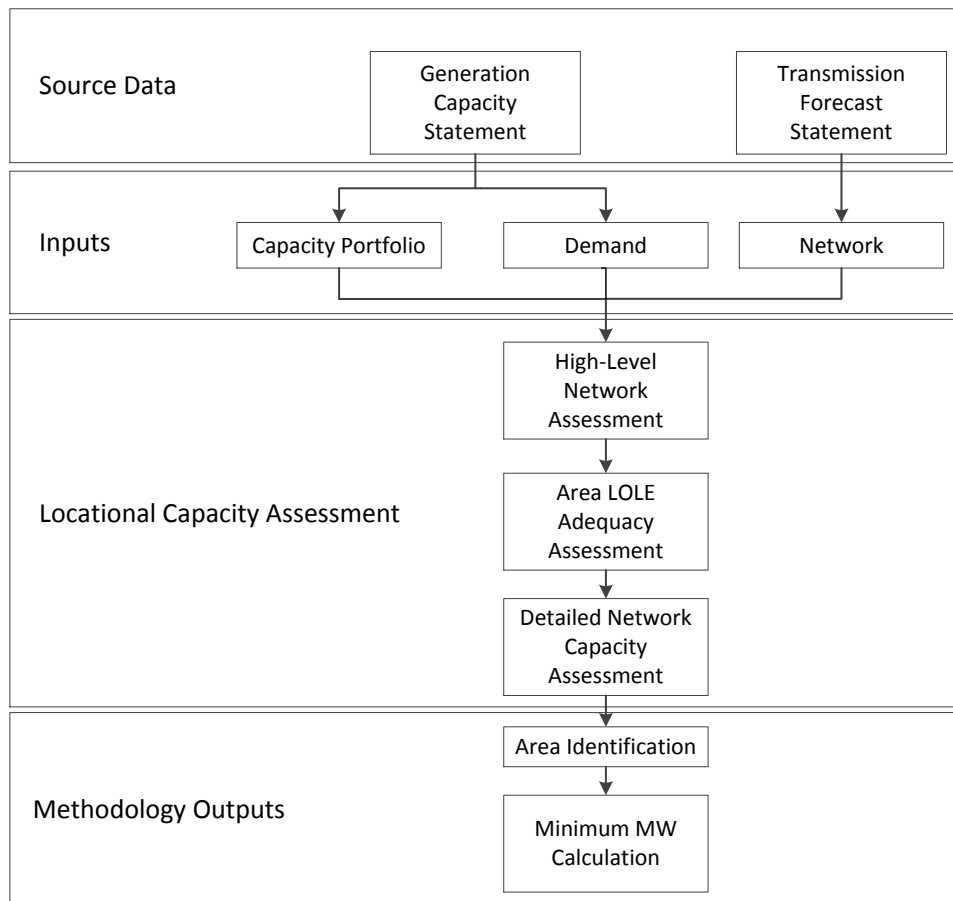 Source Data
Generation
Capacity
Statement
Transmission
Forecast
Statement
Inputs
Capacity Portfolio
Demand
Network
Locational Capacity Assessment
High-Level
Network
Assessment
Area LOLE
Adequacy
Assessment
Detailed Network
Capacity
Assessment
Methodology Outputs
Area Identification
Minimum MW
Calculation